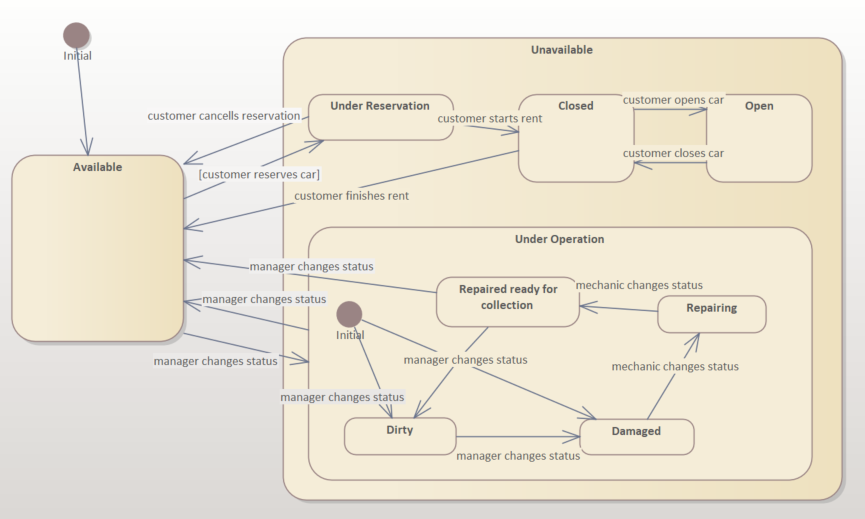 Initial
Unavailable
Under Reservation
Closed
Open
customer opens car
customer cancells reservation
customer starts rent
customer closes car
Available
[customer reserves car]
customer finishes rent
Under Operation
manager changes status
Repaired ready for
collection
mechanic changes status
manager changes status
Repairing
Initial
manager changes status
manager changes status
mechanic changes status
manager changes status
Dirty
Damaged
manager changes status